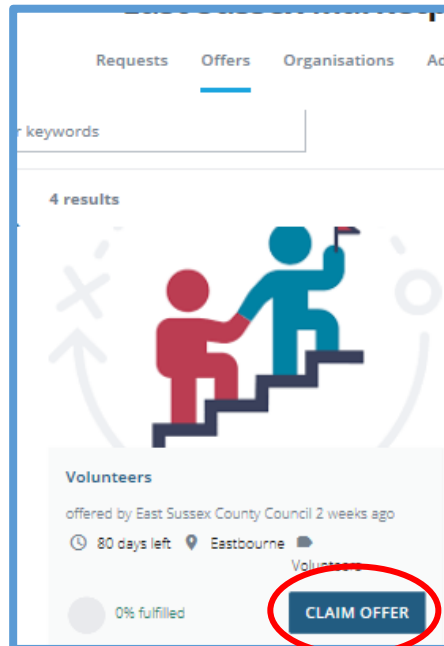 Requests Offers Organisations
keywords
4 results
Volunteers
offered by East Sussex County Council 2 weeks ago
80 days left Eastbourne
Volunteers
0% fulfilled CLAIM OFFER